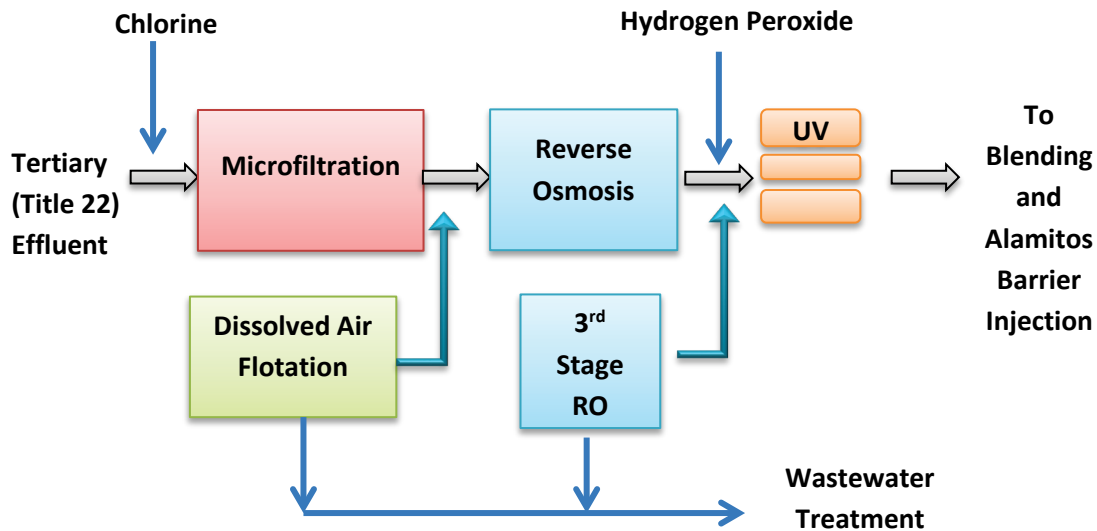 Chlorine
Hydrogen Peroxide
Tertiary
(Title 22)
Effluent
Microfiltration
Reverse
Osmosis
UV
To
Blending
and
Alamitos
Barrier
Injection
Dissolved Air
Flotation
3rd
Stage
RO
Wastewater
Treatment